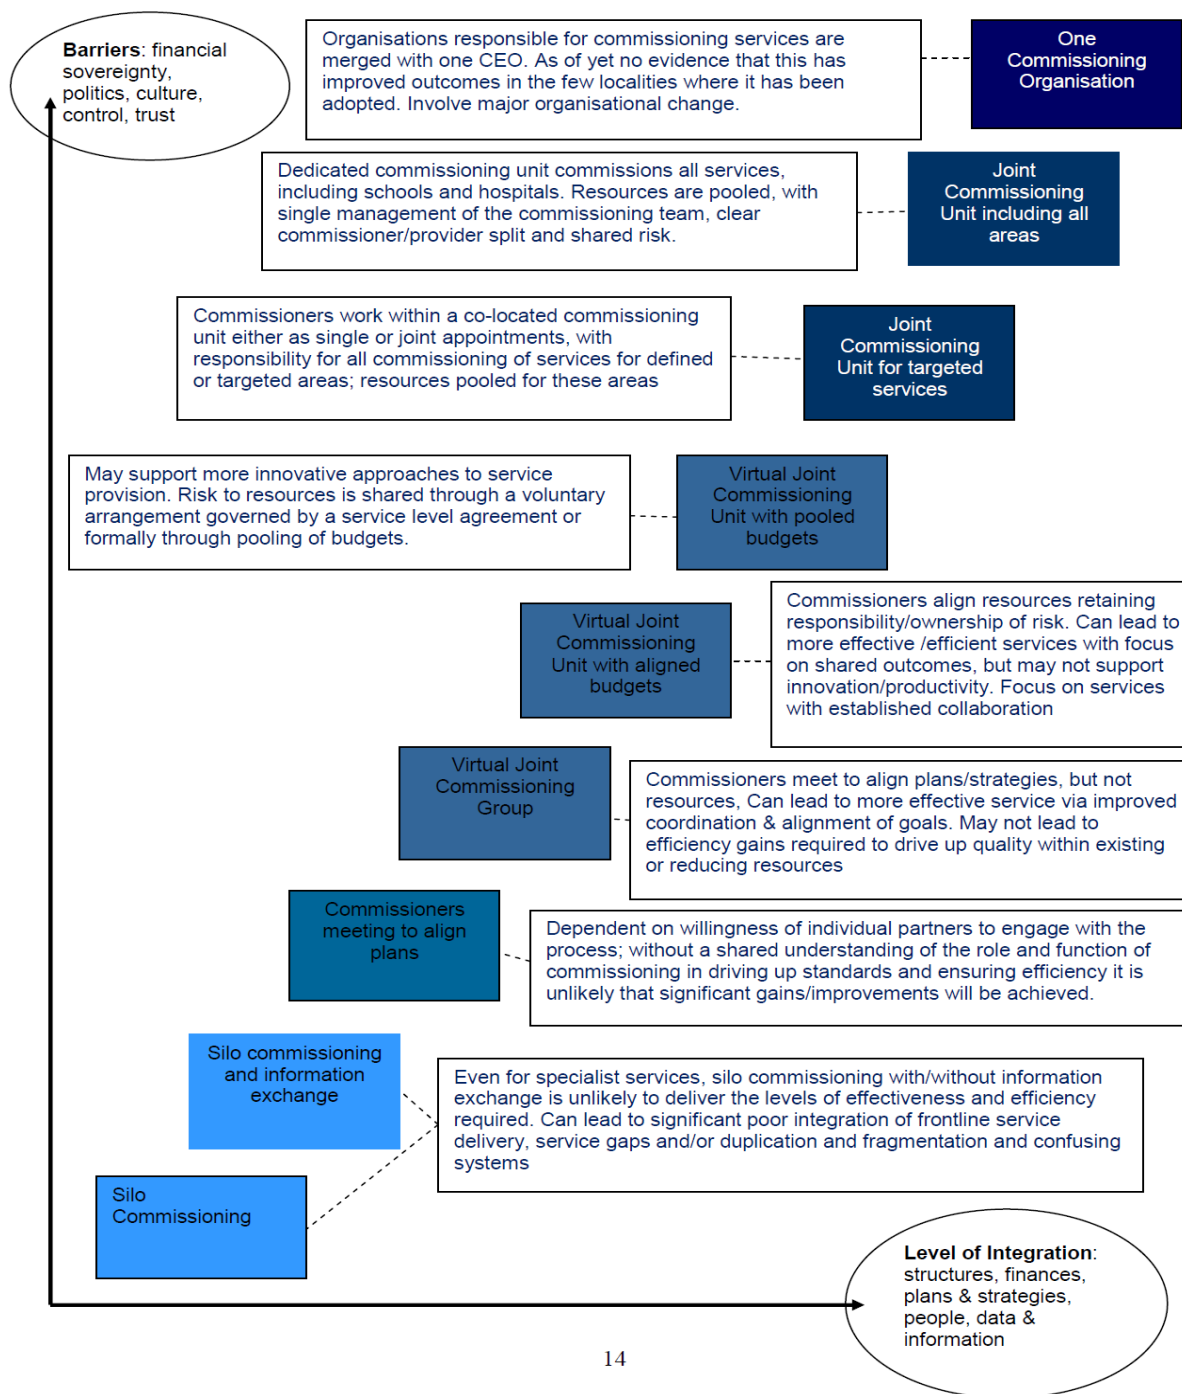 Barriers: financial
sovereignty,
politics, culture,
control, trust
Organisations responsible for commissioning services are
merged with one CEO. As of yet no evidence that this has
improved outcomes in the few localities where it has been
adopted. Involve major organisational change.
One
Commissioning
Organisation
Dedicated commissioning unit commissions all services,
including schools and hospitals. Resources are pooled, with
single management of the commissioning team, clear
commissioner/provider split and shared risk.
Joint
Commissioning
Unit including all
areas
Commissioners work within a co-located commissioning
unit either as single or joint appointments, with
responsibility for all commissioning of services for defined
or targeted areas; resources pooled for these areas
Joint
Commissioning
Unit for targeted
services
May support more innovative approaches to service
provision. Risk to resources is shared through a voluntary
arrangement governed by a service level agreement or
formally through pooling of budgets.
Virtual Joint
Commissioning
Unit with pooled
budgets
Virtual Joint
Commissioning
Unit with aligned
budgets
Commissioners align resources retaining
responsibility/ownership of risk. Can lead to
more effective /efficient services with focus
on shared outcomes, but may not support
innovation/productivity. Focus on services
with established collaboration
Virtual Joint
Commissioning
Group
Commissioners meet to align plans/strategies, but not
resources, Can lead to more effective service via improved
coordination & alignment of goals. May not lead to
efficiency gains required to drive up quality within existing
or reducing resources
Commissioners
meeting to align
plans
Dependent on willingness of individual partners to engage with the
process; without a shared understanding of the role and function of
commissioning in driving up standards and ensuring efficiency it is
unlikely that significant gains/improvements will be achieved.
Silo commissioning
and information
exchange
Even for specialist services, silo commissioning with/without information
exchange is unlikely to deliver the levels of effectiveness and efficiency
required. Can lead to significant poor integration of frontline service
delivery, service gaps and/or duplication and fragmentation and confusing
systems
Silo
Commissioning
Level of Integration:
structures, finances,
plans & strategies,
people, data &
information
14